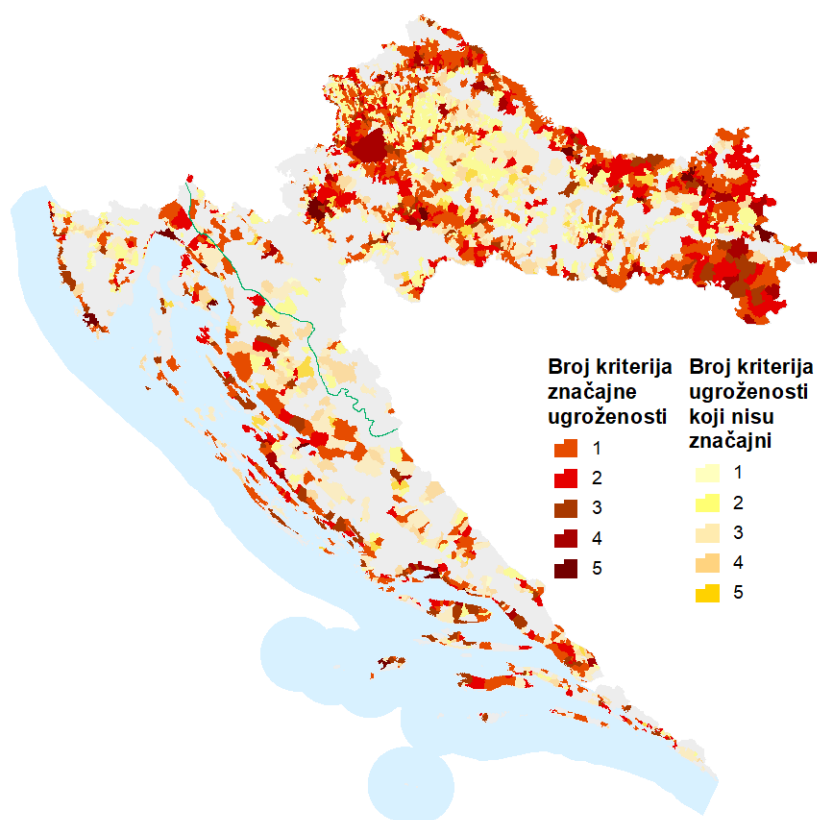 Broj kriterija
značajne
ugroženosti
1
2
3
4
5
Broj kriterija
ugroženosti
koji nisu
značajni
1
2
3
4
5